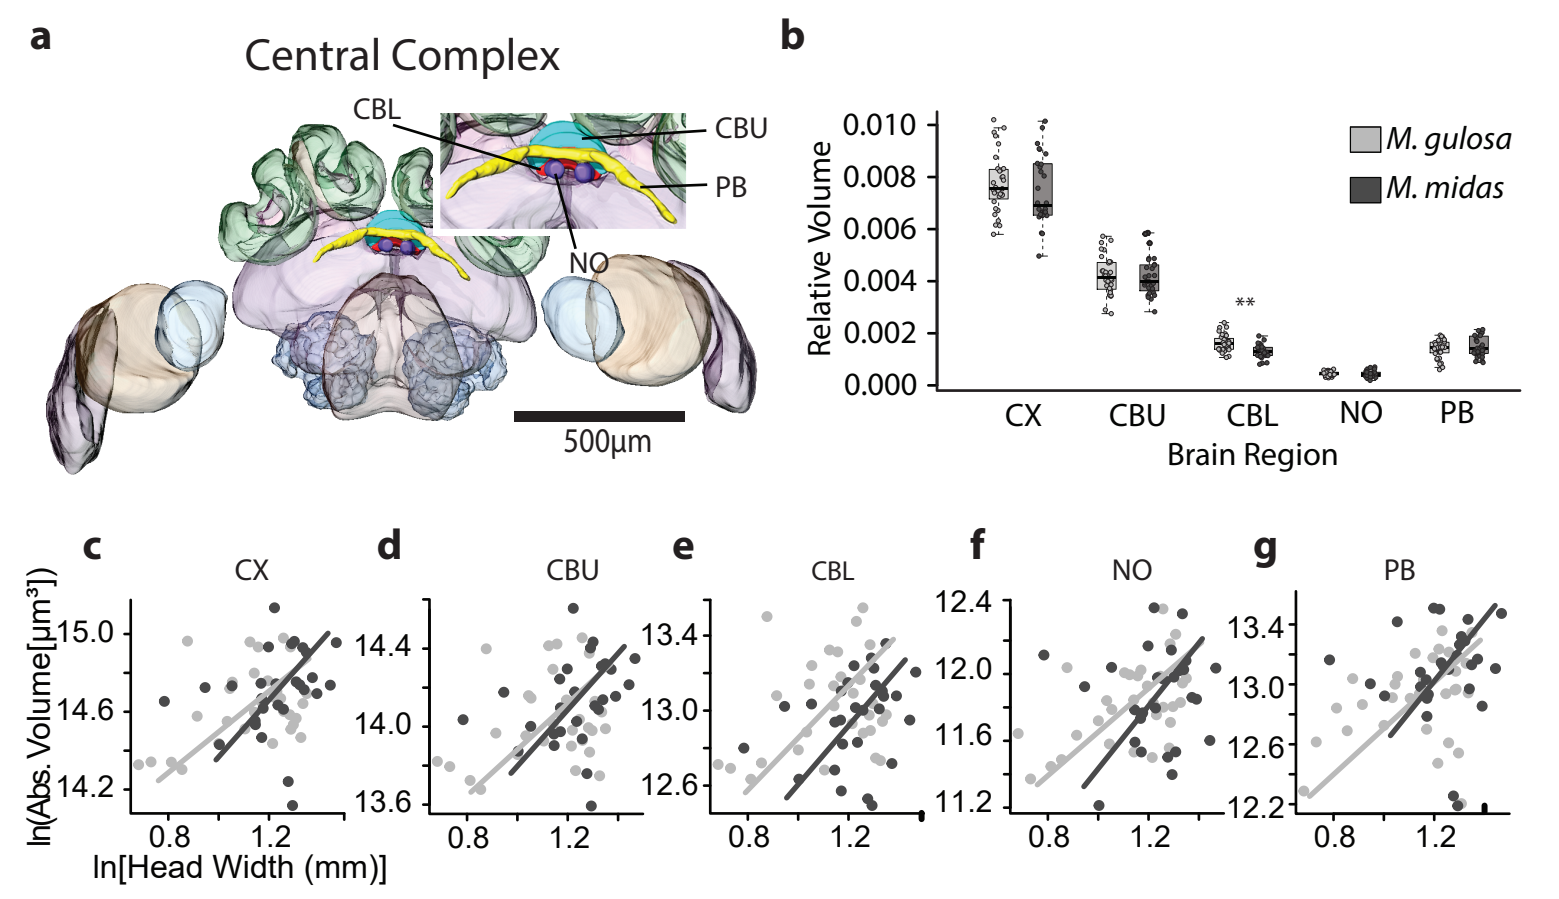 a
Central Complex
CBL
CBU
PB
NO
500µm
b
Relative Volume
0.010
0.008
0.006
0.004
0.002
0.000
**
M. gulosa
M. midas
CX
CBU
CBL
NO
PB
Brain Region
c
CX
ln(Abs. Volume[µm³])
15.0
14.6
14.2
0.8
1.2
ln[Head Width (mm)]
d
CBU
14.4
14.0
13.6
0.8
1.2
e
CBL
13.4
13.0
12.6
0.8
1.2
f
NO
12.4
12.0
11.6
11.2
0.8
1.2
g
PB
13.4
13.0
12.6
12.2
0.8
1.2